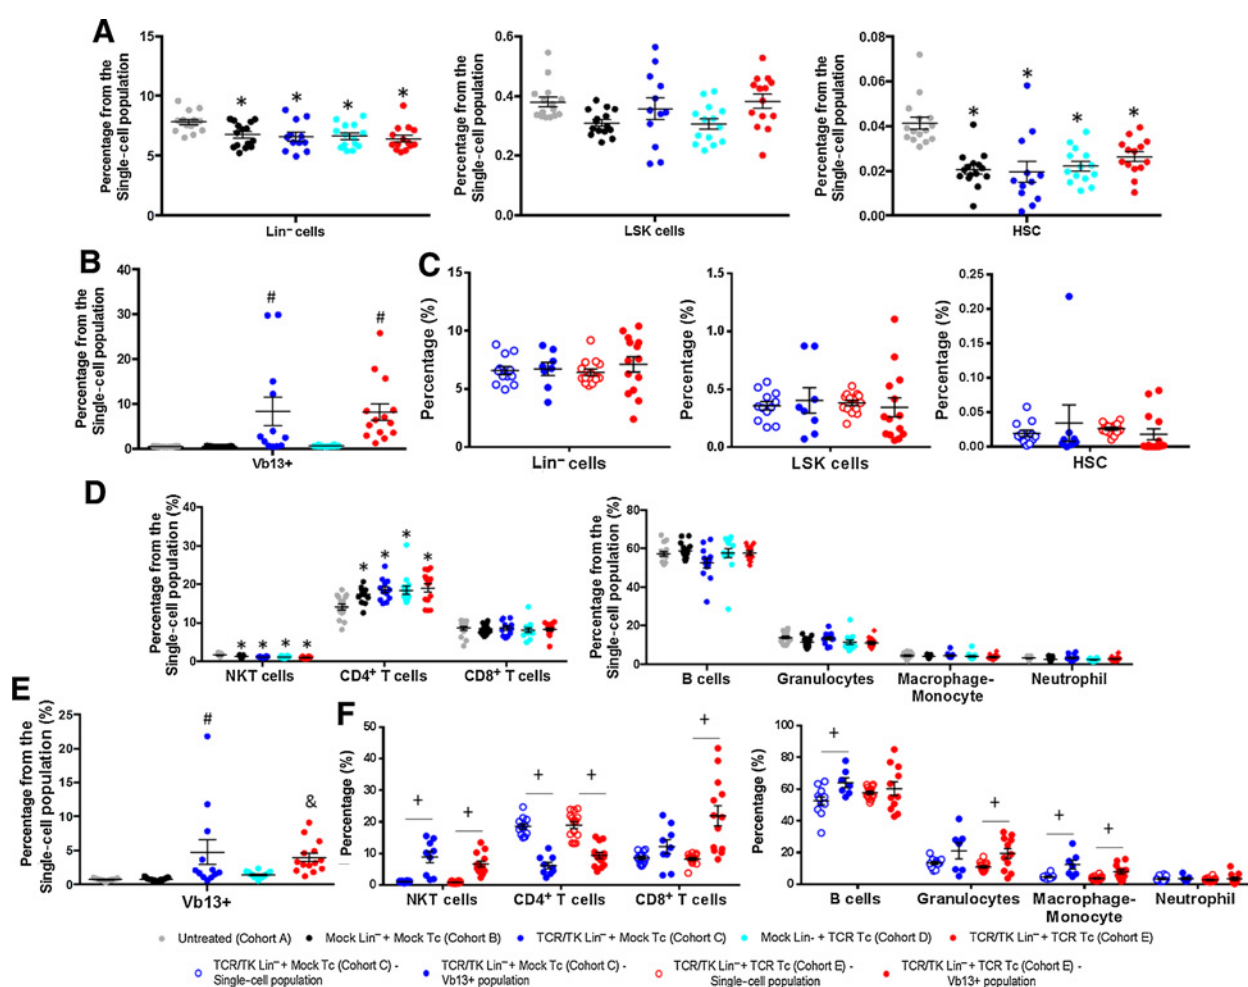 A
Percentage from the
Single-cell population
15
10
5
0
*
*
*
*
Lin⁻ cells
Percentage from the
Single-cell population
0.6
0.4
0.2
0.0
LSK cells
Percentage from the
Single-cell population
0.08
0.06
0.04
0.02
0.00
*
*
*
*
HSC
B
Percentage from the
Single-cell population
40
30
20
10
0
#
#
Vb13+
C
Percentage (%)
15
10
5
0
Lin⁻ cells
Percentage (%)
1.5
1.0
0.5
0.0
LSK cells
Percentage (%)
0.25
0.20
0.15
0.10
0.05
0.00
HSC
D
Percentage from the
Single-cell population (%)
40
30
20
10
0
* * * *
* * * *
NKT cells
CD4⁺ T cells
CD8⁺ T cells
Percentage from the
Single-cell population (%)
80
60
40
20
0
B cells
Granulocytes
Macrophage-
Monocyte
Neutrophil
E
Percentage from the
Single-cell population (%)
25
20
15
10
5
0
#
&
Vb13+
F
Percentage (%)
50
40
30
20
10
0
+
+
+
+
+
NKT cells
CD4⁺ T cells
CD8⁺ T cells
Percentage (%)
100
80
60
40
20
0
+
+
+
+
B cells
Granulocytes
Macrophage-
Monocyte
Neutrophil
Untreated (Cohort A)
Mock Lin⁻ + Mock Tc (Cohort B)
TCR/TK Lin⁻ + Mock Tc (Cohort C)
Mock Lin- + TCR Tc (Cohort D)
TCR/TK Lin⁻ + TCR Tc (Cohort E)
TCR/TK Lin⁻ + Mock Tc (Cohort C) -
Single-cell population
TCR/TK Lin⁻ + Mock Tc (Cohort C) -
Vb13+ population
TCR/TK Lin⁻ + TCR Tc (Cohort E) -
Single-cell population
TCR/TK Lin⁻ + TCR Tc (Cohort E) -
Vb13+ population